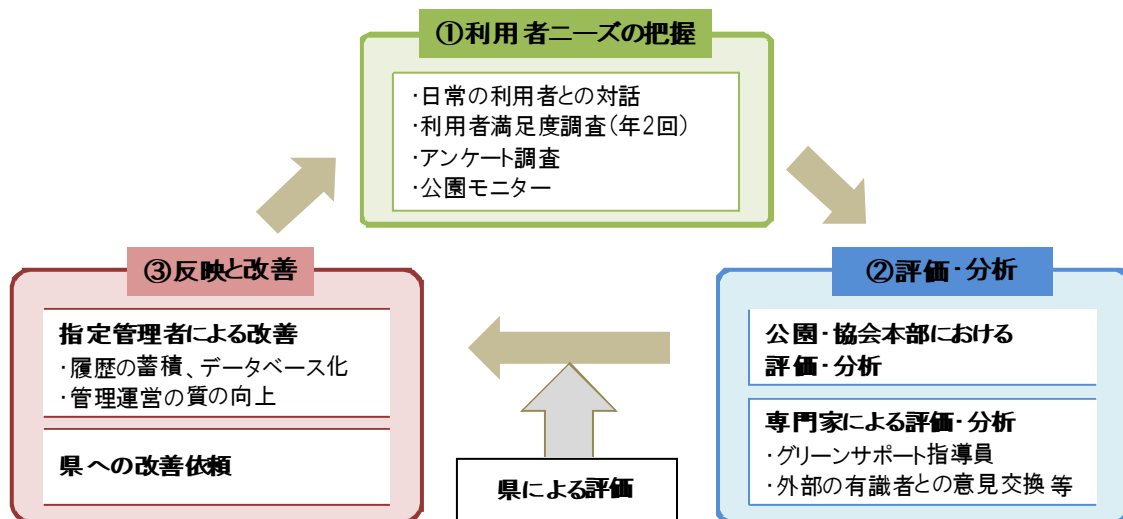 ①利用者ニーズの把握
・日常の利用者との対話
・利用者満足度調査(年2回)
・アンケート調査
・公園モニター
②評価・分析
公園・協会本部における
評価・分析
専門家による評価・分析
・グリーンサポート指導員
・外部の有識者との意見交換 等
③反映と改善
指定管理者による改善
・履歴の蓄積、データベース化
・管理運営の質の向上
県への改善依頼
県による評価